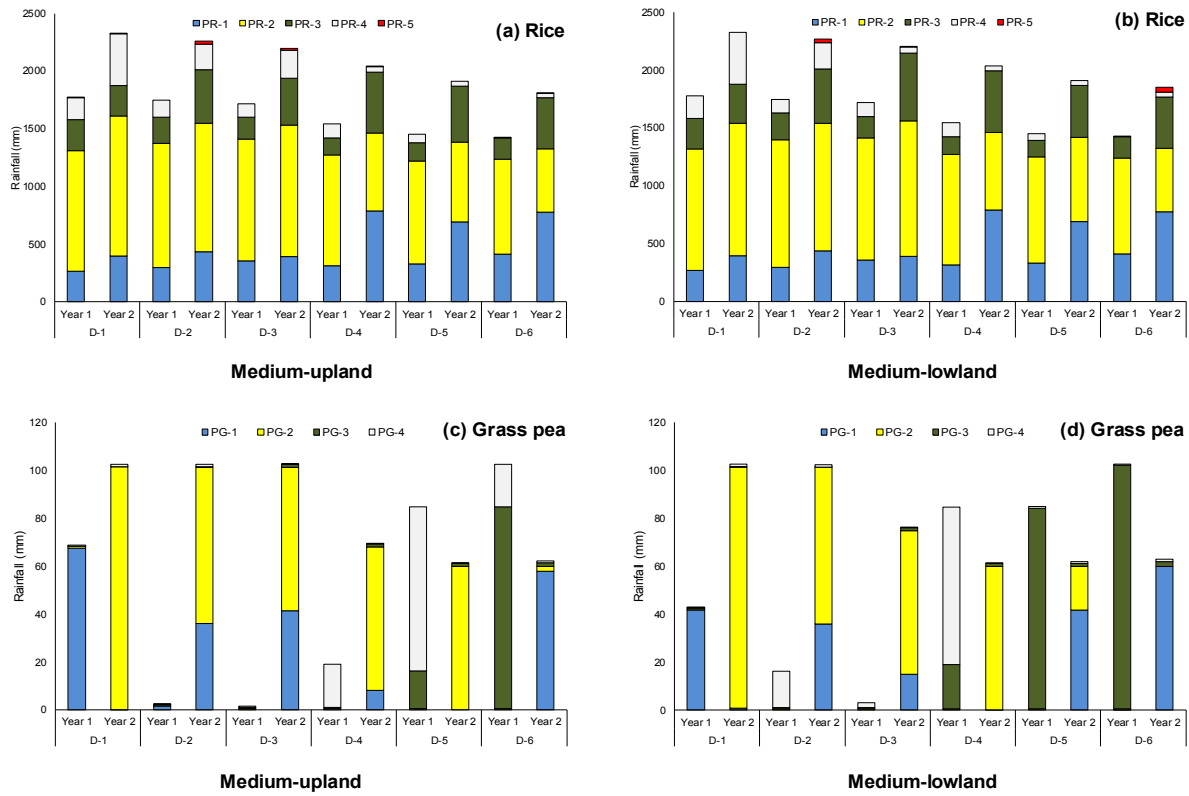 PR-1 PR-2 PR-3 PR-4 PR-5
(a) Rice
2500
2000
1500
1000
500
0
Rainfall (mm)
Year 1 Year 2 Year 1 Year 2 Year 1 Year 2 Year 1 Year 2 Year 1 Year 2 Year 1 Year 2
D-1 D-2 D-3 D-4 D-5 D-6
Medium-upland
PR-1 PR-2 PR-3 PR-4 PR-5
(b) Rice
2500
2000
1500
1000
500
0
Rainfall (mm)
Year 1 Year 2 Year 1 Year 2 Year 1 Year 2 Year 1 Year 2 Year 1 Year 2 Year 1 Year 2
D-1 D-2 D-3 D-4 D-5 D-6
Medium-lowland
PG-1 PG-2 PG-3 PG-4
(c) Grass pea
120
100
80
60
40
20
0
Rainfall (mm)
Year 1 Year 2 Year 1 Year 2 Year 1 Year 2 Year 1 Year 2 Year 1 Year 2 Year 1 Year 2
D-1 D-2 D-3 D-4 D-5 D-6
Medium-upland
PG-1 PG-2 PG-3 PG-4
(d) Grass pea
120
100
80
60
40
20
0
Rainfall (mm)
Year 1 Year 2 Year 1 Year 2 Year 1 Year 2 Year 1 Year 2 Year 1 Year 2 Year 1 Year 2
D-1 D-2 D-3 D-4 D-5 D-6
Medium-lowland